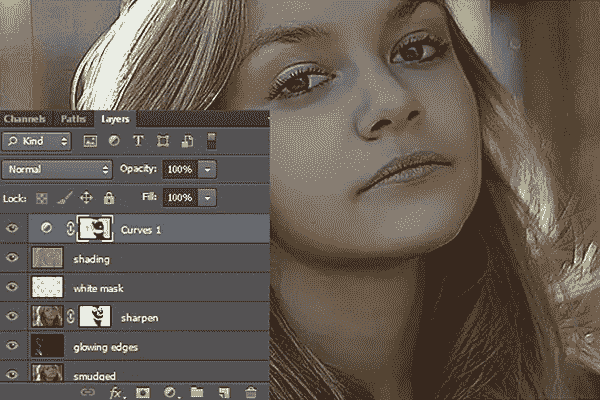 Channels Paths Layers
Kind
Normal Opacity: 100%
Lock: Fill: 100%
Curves 1
shading
white mask
sharpen
glowing edges
smudged
fx